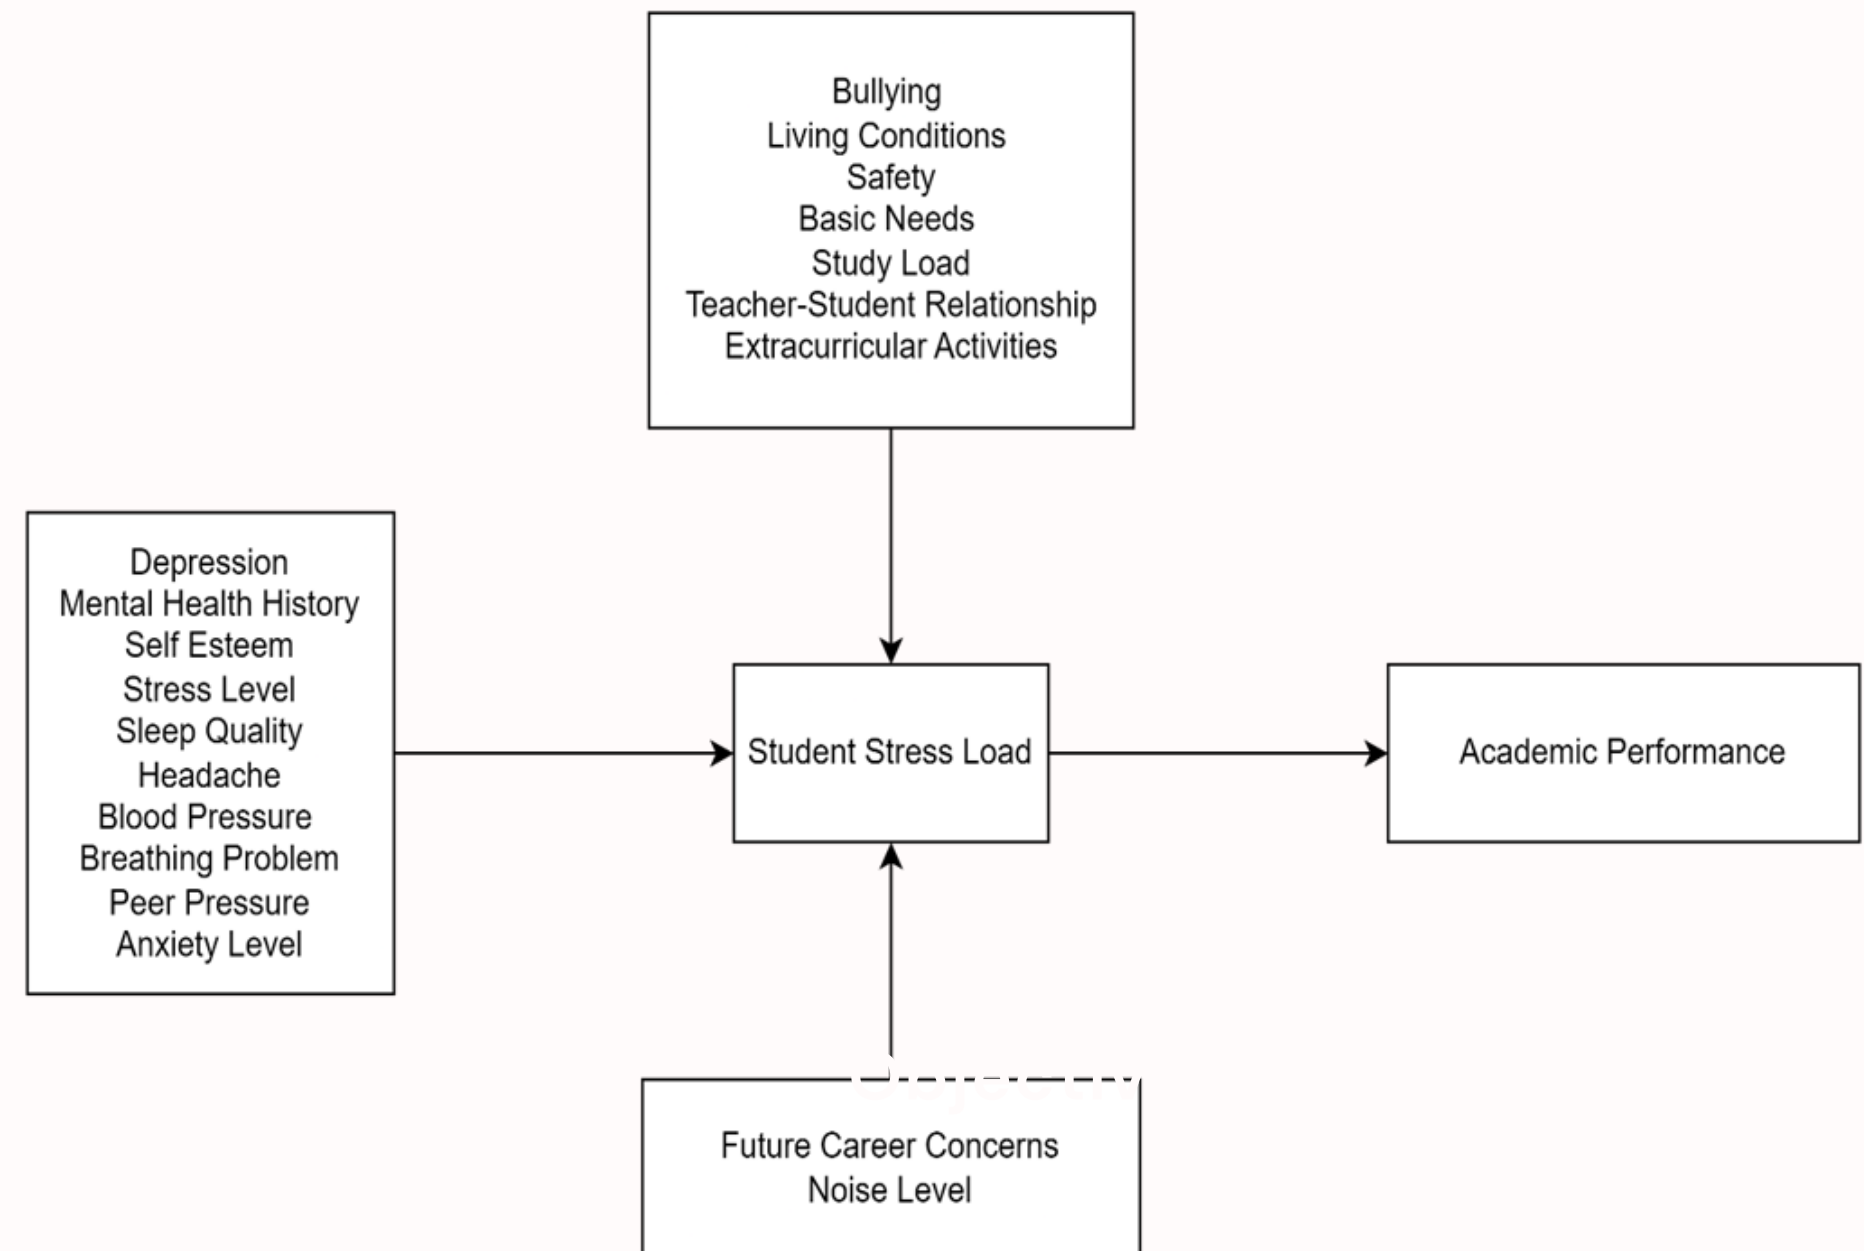 Bullying
Living Conditions
Safety
Basic Needs
Study Load
Teacher-Student Relationship
Extracurricular Activities
Depression
Mental Health History
Self Esteem
Stress Level
Sleep Quality
Headache
Blood Pressure
Breathing Problem
Peer Pressure
Anxiety Level
Student Stress Load
Academic Performance
Future Career Concerns
Noise Level